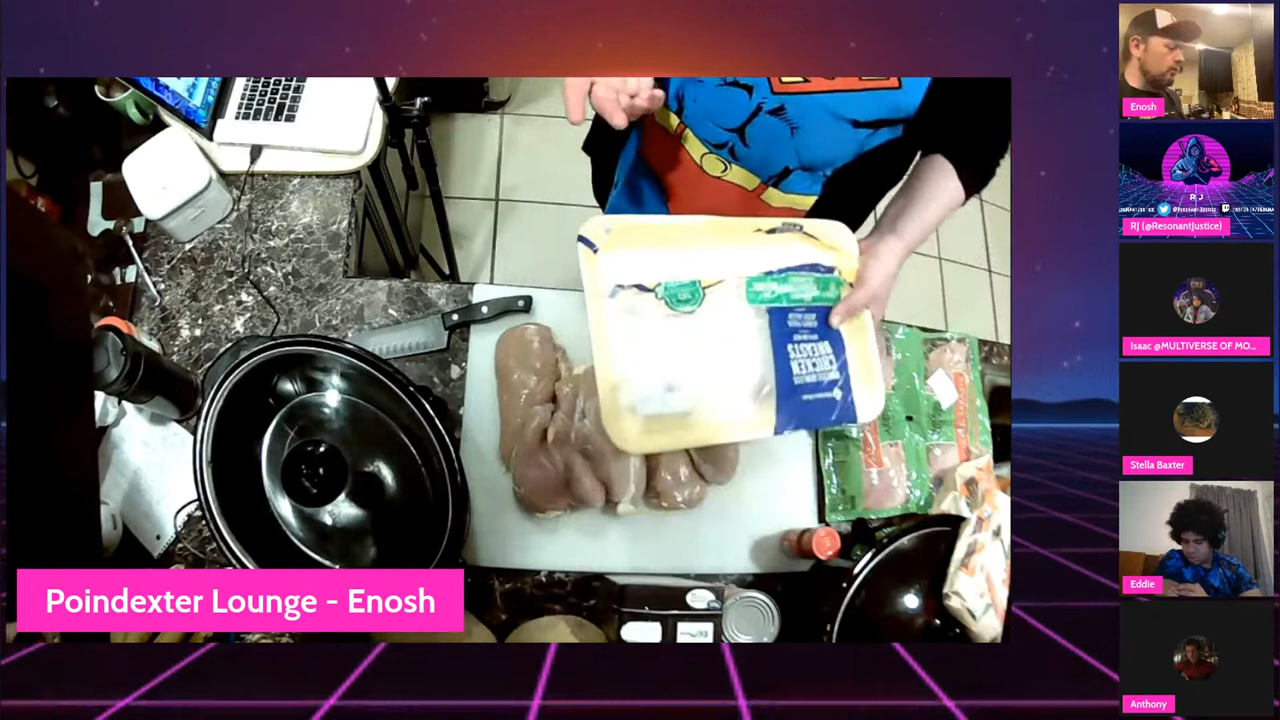 Enosh
R J
RJ (@ResonantJustice)
Isaac @MULTIVERSE OF MO...
Stella Baxter
Eddie
Anthony
CHICKEN
BREASTS
Poindexter Lounge - Enosh